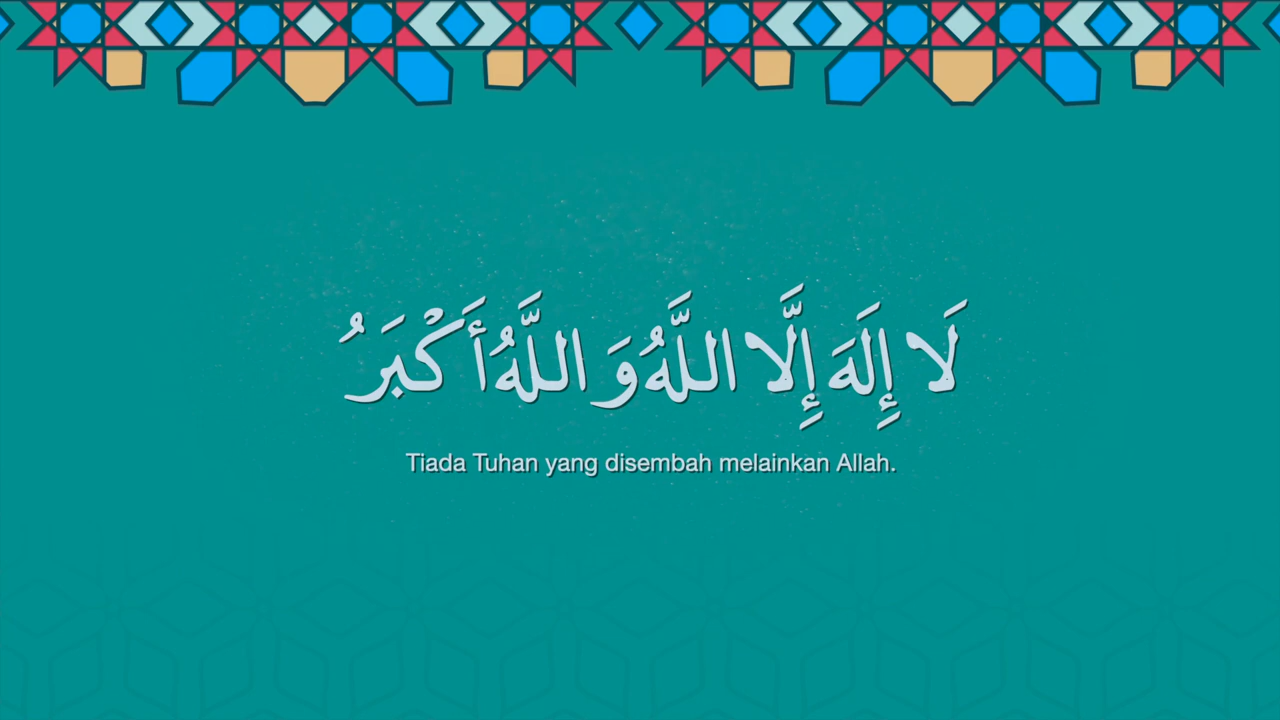 لَا إِلَهَ إِلَّا اللَّهُ وَ اللَّهُ أَكْبَرُ
Tiada Tuhan yang disembah melainkan Allah.